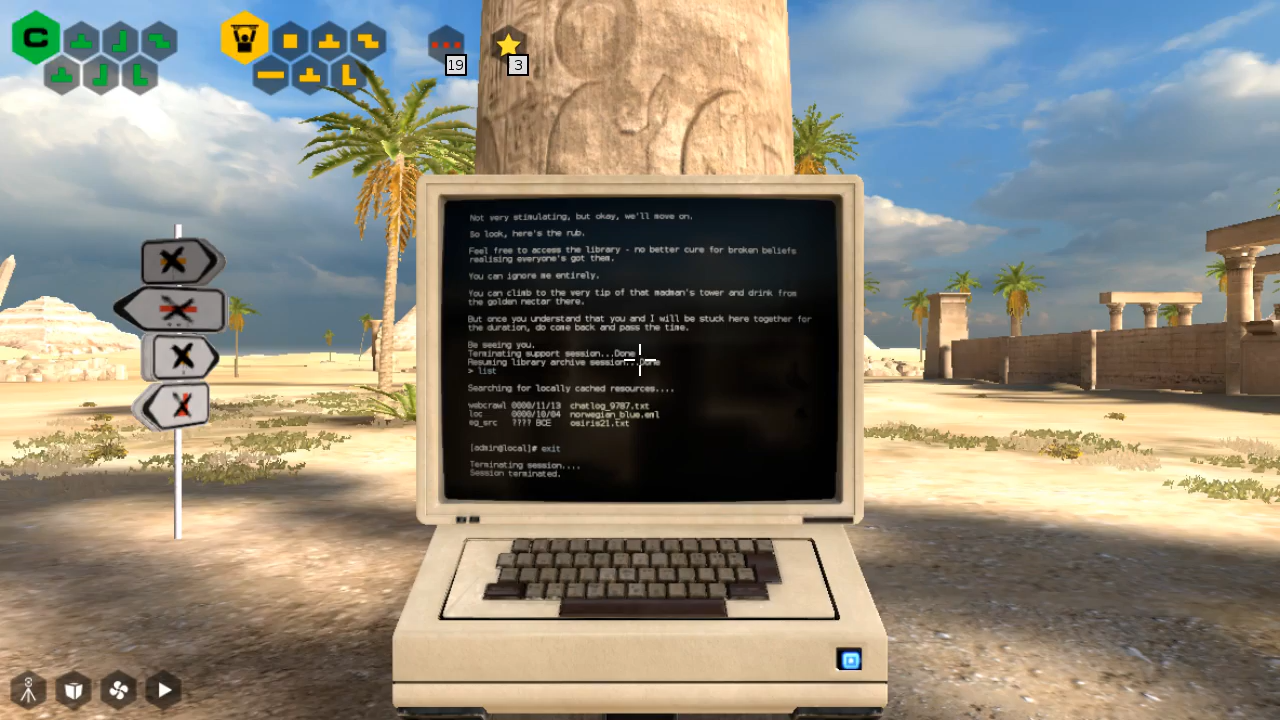 C
19
3
Not very stimulating, but okay, we'll move on.
So look, here's the rub.
Feel free to access the library - no better cure for broken beliefs
realising everyone's got them.
You can ignore me entirely.
You can climb to the very tip of that madman's tower and drink from
the golden nectar there.
But once you understand that you and I will be stuck here together for
the duration, do come back and pass the time.
Be seeing you.
Terminating support session...Done
Resuming library archive session...Done
> list
Searching for locally cached resources....
webcrawl 0000/11/13 chatlog_9787.txt
loc 0000/10/04 norwegian_blue.eml
eg_src ???? BCE osiris21.txt
[admin@local]# exit
Terminating session....
Session terminated.